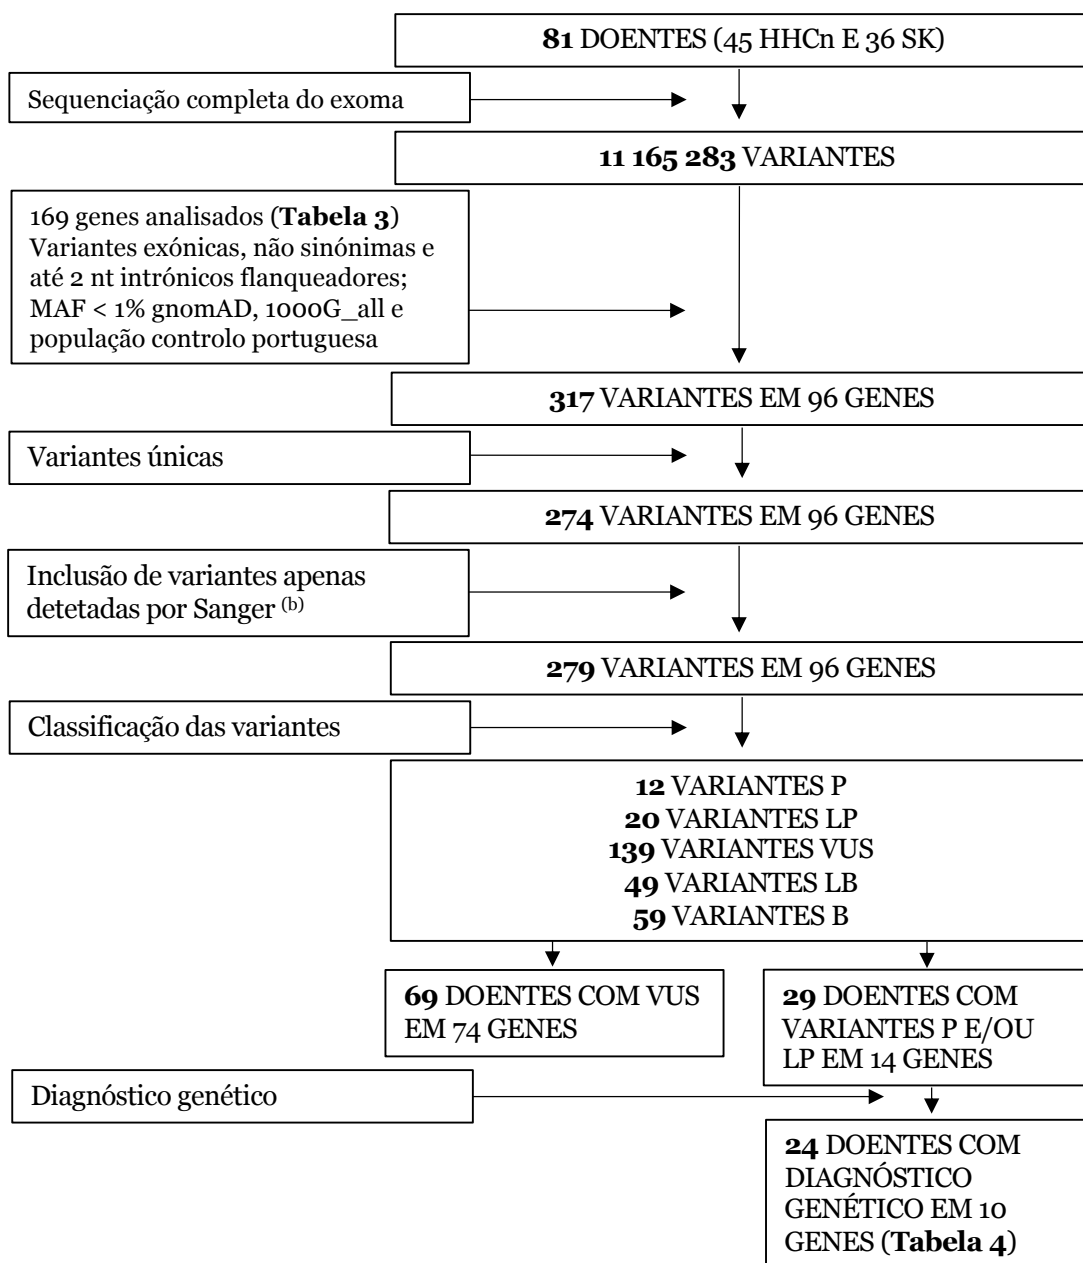 81 DOENTES (45 HHCn E 36 SK)
Sequenciação completa do exoma
11 165 283 VARIANTES
169 genes analisados (Tabela 3)
Variantes exónicas, não sinónimas e
até 2 nt intrónicos flanqueadores;
MAF < 1% gnomAD, 1000G_all e
população controlo portuguesa
317 VARIANTES EM 96 GENES
Variantes únicas
274 VARIANTES EM 96 GENES
Inclusão de variantes apenas
detetadas por Sanger (b)
279 VARIANTES EM 96 GENES
Classificação das variantes
12 VARIANTES P
20 VARIANTES LP
139 VARIANTES VUS
49 VARIANTES LB
59 VARIANTES B
69 DOENTES COM VUS
EM 74 GENES
29 DOENTES COM
VARIANTES P E/OU
LP EM 14 GENES
Diagnóstico genético
24 DOENTES COM
DIAGNÓSTICO
GENÉTICO EM 10
GENES (Tabela 4)